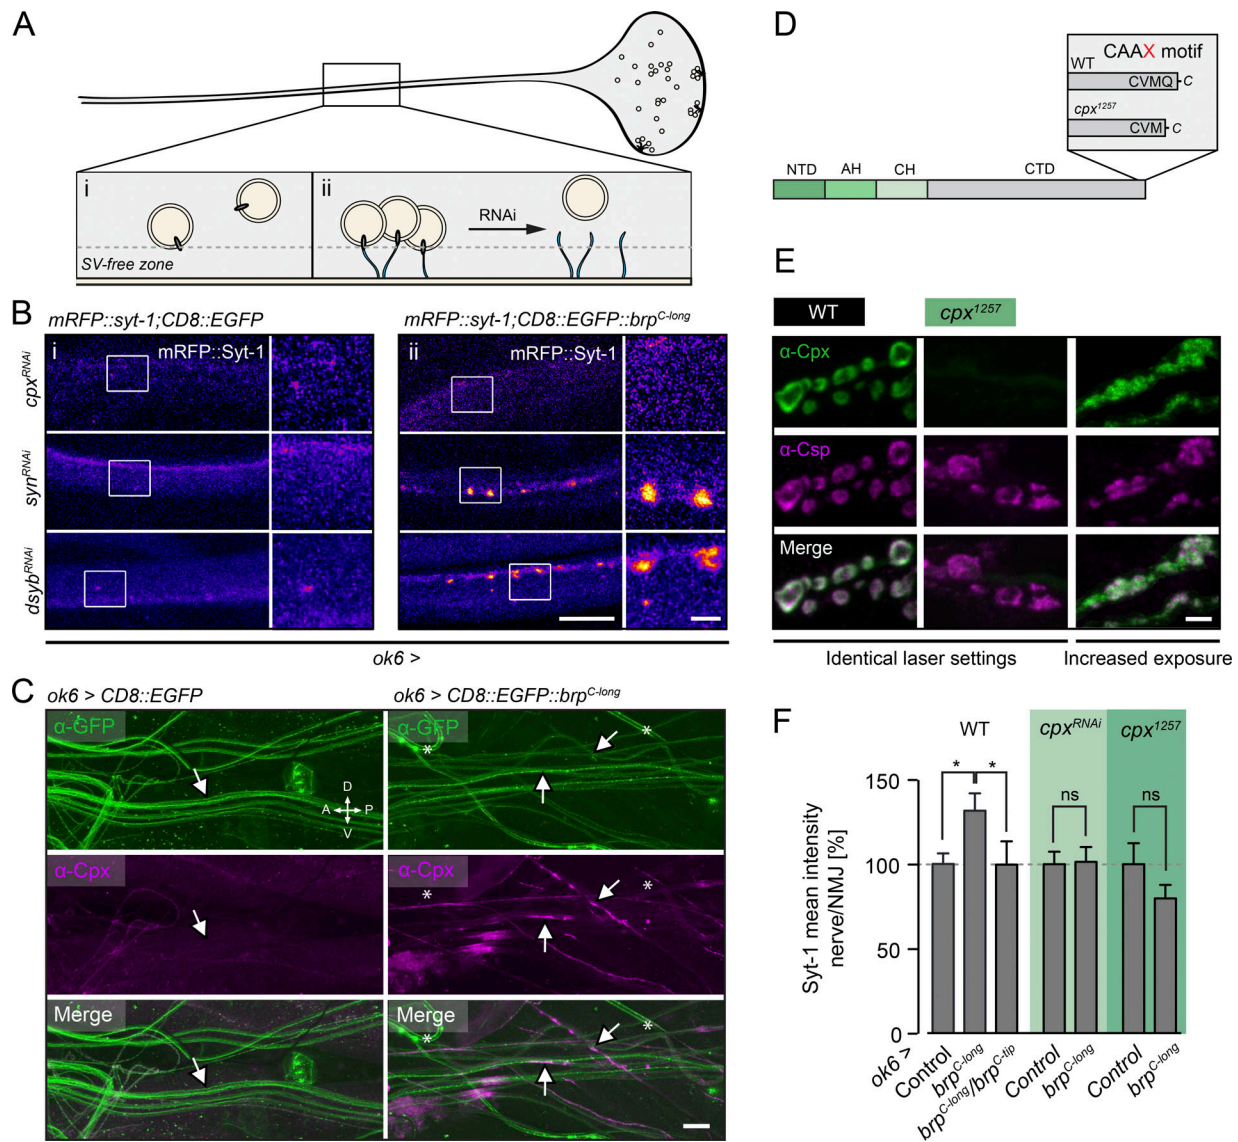 A
i
ii
RNAi
SV-free zone
B
mRFP::syt-1;CD8::EGFP
mRFP::syt-1;CD8::EGFP::brp^C-long
i
mRFP::Syt-1
ii
mRFP::Syt-1
cpx^RNAi
syn^RNAi
dsyb^RNAi
ok6 >
C
ok6 > CD8::EGFP
ok6 > CD8::EGFP::brp^C-long
α-GFP
α-GFP
*
*
D
A
P
V
α-Cpx
α-Cpx
*
*
Merge
Merge
*
*
D
CAAX motif
WT
CVMQ
C
cpx^1257
CVM
C
NTD
AH
CH
CTD
E
WT
cpx^1257
α-Cpx
α-Csp
Merge
Identical laser settings
Increased exposure
F
WT
cpx^RNAi
cpx^1257
Syt-1 mean intensity
nerve/NMJ [%]
150
100
50
0
*
*
ns
ns
ok6 >
Control
brp^C-long
brp^C-long/brp^C-tip
Control
brp^C-long
Control
brp^C-long